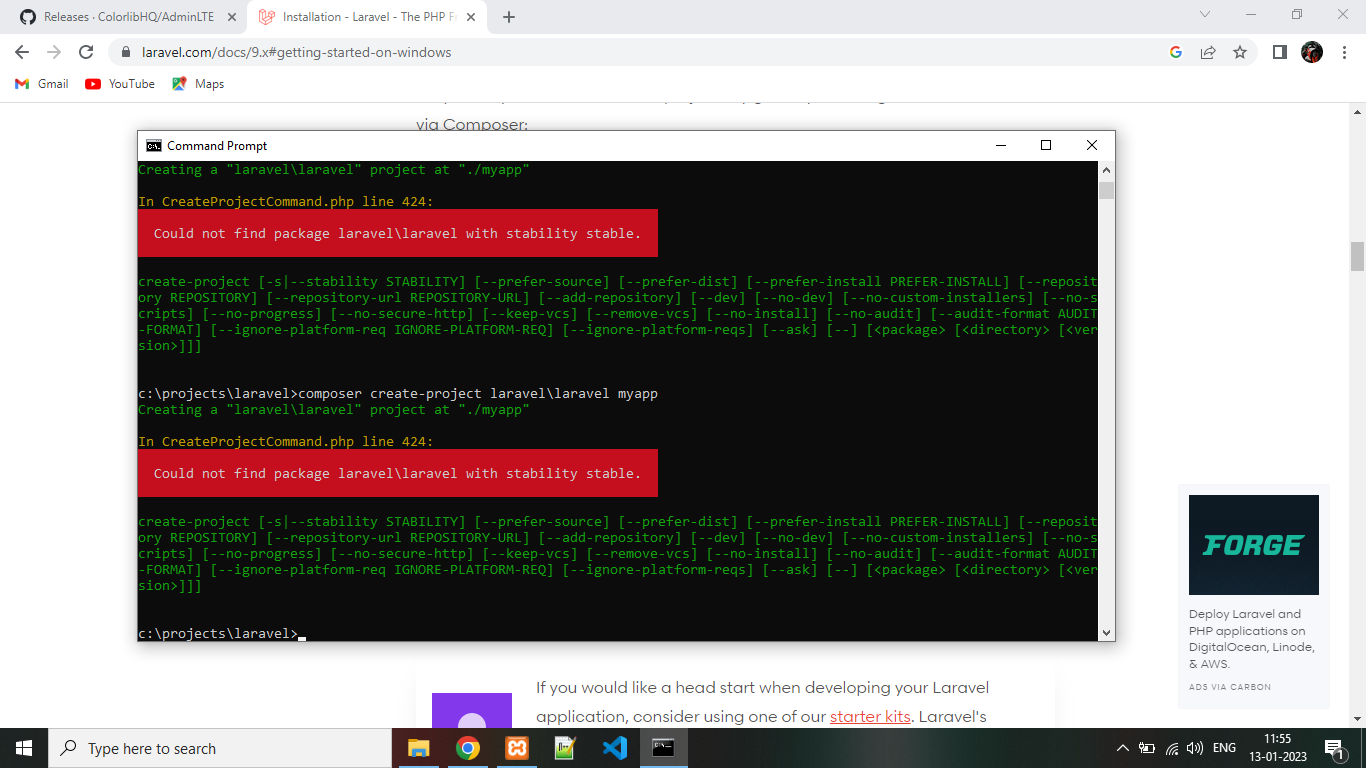 Releases · ColorlibHQ/AdminLTE
Installation - Laravel - The PHP Fr
laravel.com/docs/9.x#getting-started-on-windows
Gmail
YouTube
Maps
via Composer:
Command Prompt
Creating a "laravel\laravel" project at "./myapp"
In CreateProjectCommand.php line 424:
Could not find package laravel\laravel with stability stable.
create-project [-s|--stability STABILITY] [--prefer-source] [--prefer-dist] [--prefer-install PREFER-INSTALL] [--reposit
ory REPOSITORY] [--repository-url REPOSITORY-URL] [--add-repository] [--dev] [--no-dev] [--no-custom-installers] [--no-s
cripts] [--no-progress] [--no-secure-http] [--keep-vcs] [--remove-vcs] [--no-install] [--no-audit] [--audit-format AUDIT
-FORMAT] [--ignore-platform-req IGNORE-PLATFORM-REQ] [--ignore-platform-reqs] [--ask] [--] [<package> [<directory> [<ver
sion>]]]
c:\projects\laravel>composer create-project laravel\laravel myapp
Creating a "laravel\laravel" project at "./myapp"
In CreateProjectCommand.php line 424:
Could not find package laravel\laravel with stability stable.
create-project [-s|--stability STABILITY] [--prefer-source] [--prefer-dist] [--prefer-install PREFER-INSTALL] [--reposit
ory REPOSITORY] [--repository-url REPOSITORY-URL] [--add-repository] [--dev] [--no-dev] [--no-custom-installers] [--no-s
cripts] [--no-progress] [--no-secure-http] [--keep-vcs] [--remove-vcs] [--no-install] [--no-audit] [--audit-format AUDIT
-FORMAT] [--ignore-platform-req IGNORE-PLATFORM-REQ] [--ignore-platform-reqs] [--ask] [--] [<package> [<directory> [<ver
sion>]]]
c:\projects\laravel>
FORGE
Deploy Laravel and
PHP applications on
DigitalOcean, Linode,
& AWS.
ADS VIA CARBON
If you would like a head start when developing your Laravel
application, consider using one of our starter kits. Laravel's
Type here to search
ENG
11:55
13-01-2023
1